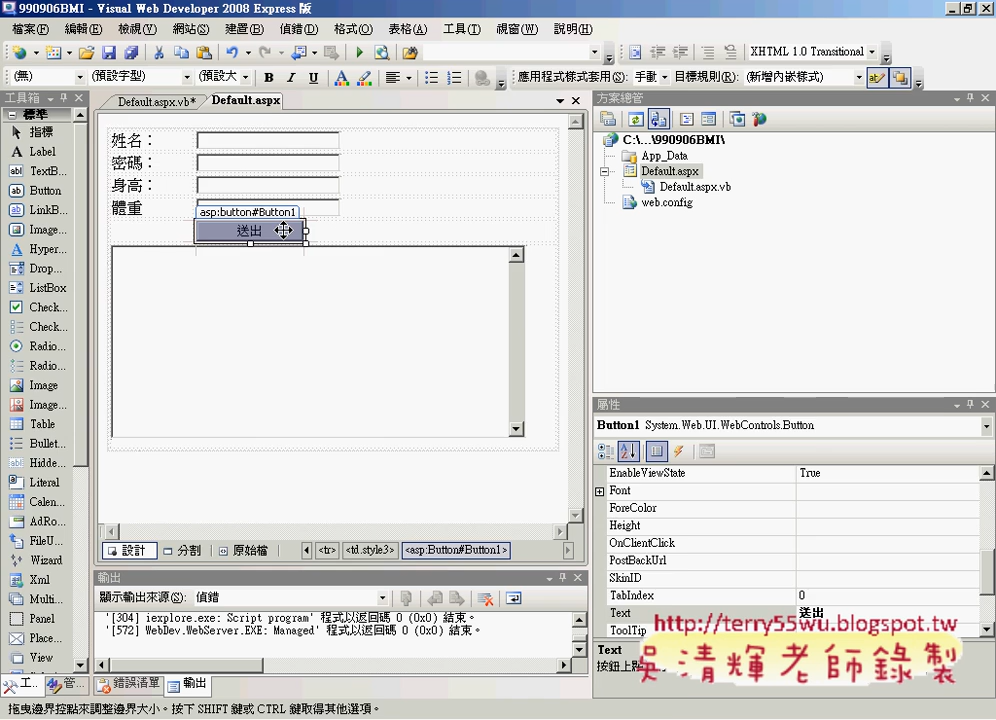 990906BMI - Visual Web Developer 2008 Express 版
檔案(F) 編輯(E) 檢視(V) 網站(S) 建置(B) 偵錯(D) 格式(O) 表格(A) 工具(T) 視窗(W) 說明(H)
XHTML 1.0 Transitional
(無) (預設字型) (預設大 B I U A 應用程式樣式套用(S): 手動 目標規則(R): (新增內嵌樣式)
工具箱
標準
指標
Label
TextB...
Button
LinkB...
Image...
Hyper...
Drop...
ListBox
Check...
Check...
Radio...
Radio...
Image
Image...
Table
Bullet...
Hidde...
Literal
Calen...
AdRo...
FileU...
Wizard
Xml
Multi...
Panel
Place...
View
工... 管...
Default.aspx.vb* Default.aspx
姓名：
密碼：
身高：
體重
asp:button#Button1
送出
設計 分割 原始檔 <tr> <td.style3> <asp:Button#Button1>
輸出
顯示輸出來源(S): 偵錯
'[304] iexplore.exe: Script program' 程式以返回碼 0 (0x0) 結束。
'[572] WebDev.WebServer.EXE: Managed' 程式以返回碼 0 (0x0) 結束。
錯誤清單 輸出
方案總管
C:\...\990906BMI\
App_Data
Default.aspx
Default.aspx.vb
web.config
屬性
Button1 System.Web.UI.WebControls.Button
EnableViewState True
Font
ForeColor
Height
OnClientClick
PostBackUrl
SkinID
TabIndex 0
Text 送出
ToolTip
Text
按鈕上
http://terry55wu.blogspot.tw
吳清輝老師錄製
拖曳邊界控點來調整邊界大小。按下 SHIFT 鍵或 CTRL 鍵取得其他選項。